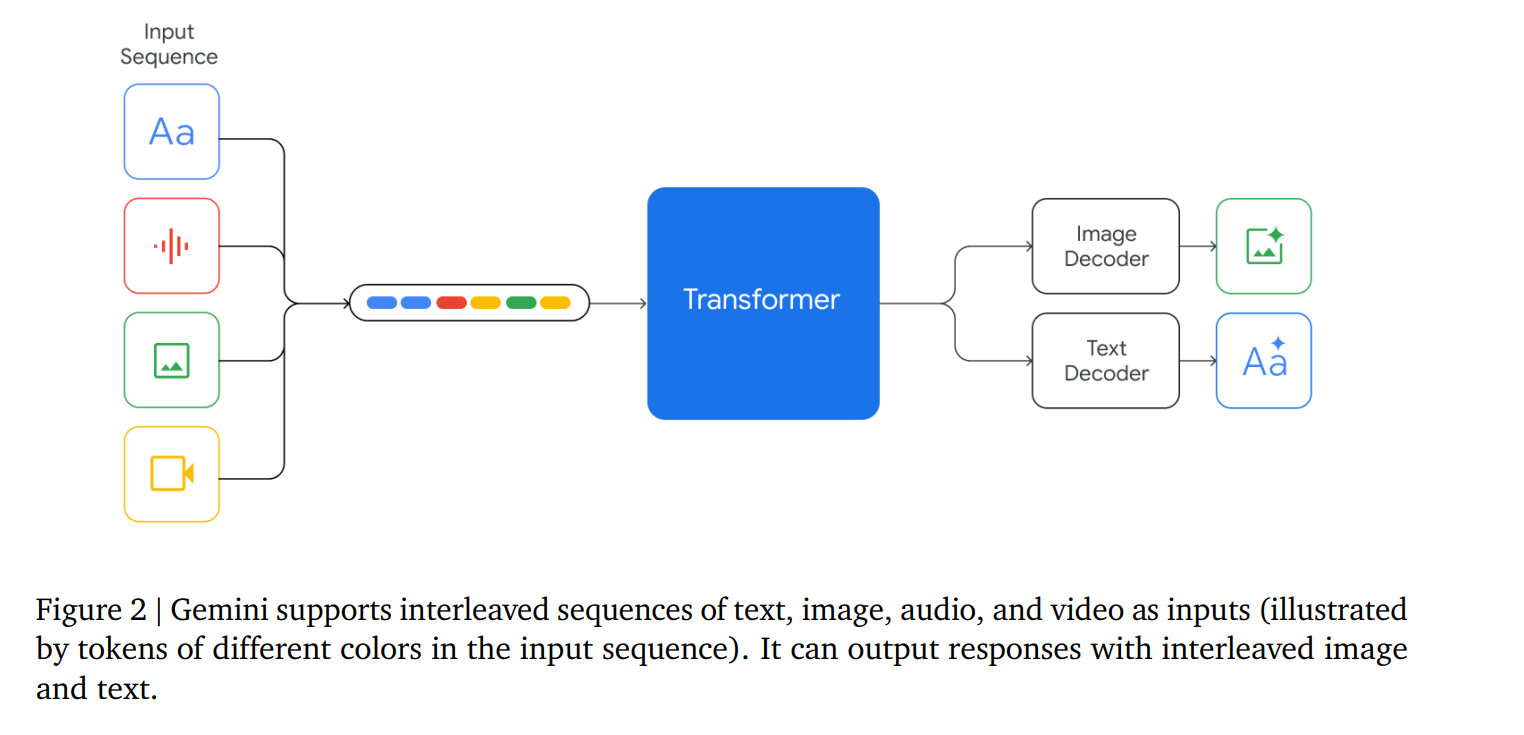 Input
Sequence
Aa
Transformer
Image
Decoder
Text
Decoder
Aa
Figure 2 | Gemini supports interleaved sequences of text, image, audio, and video as inputs (illustrated
by tokens of different colors in the input sequence). It can output responses with interleaved image
and text.